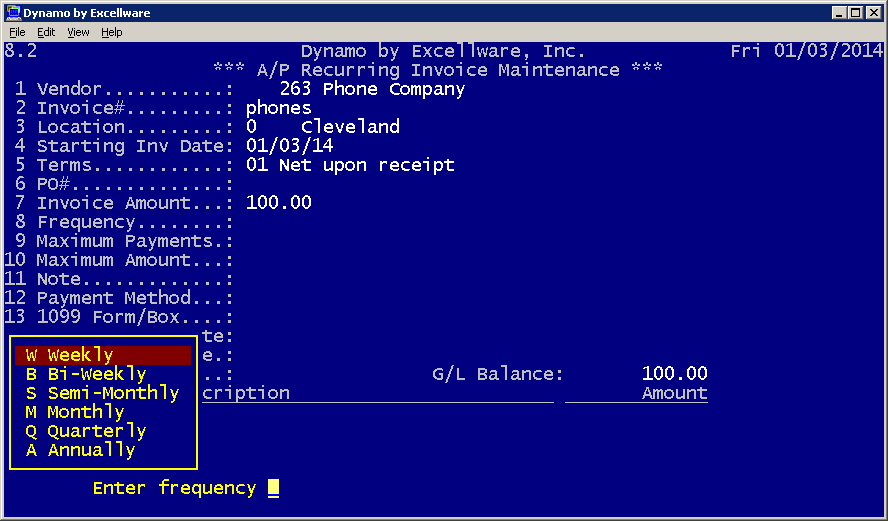 Dynamo by Excellware
File Edit View Help
8.2 Dynamo by Excellware, Inc. Fri 01/03/2014
*** A/P Recurring Invoice Maintenance ***
1 Vendor...........: 263 Phone Company
2 Invoice#.........: phones
3 Location.........: 0 Cleveland
4 Starting Inv Date: 01/03/14
5 Terms............: 01 Net upon receipt
6 PO#..............:
7 Invoice Amount...: 100.00
8 Frequency........:
9 Maximum Payments.:
10 Maximum Amount...:
11 Note.............:
12 Payment Method...:
13 1099 Form/Box....:
te:
W Weekly e.:
B Bi-Weekly ..: G/L Balance: 100.00
S Semi-Monthly cription Amount
M Monthly
Q Quarterly
A Annually
Enter frequency